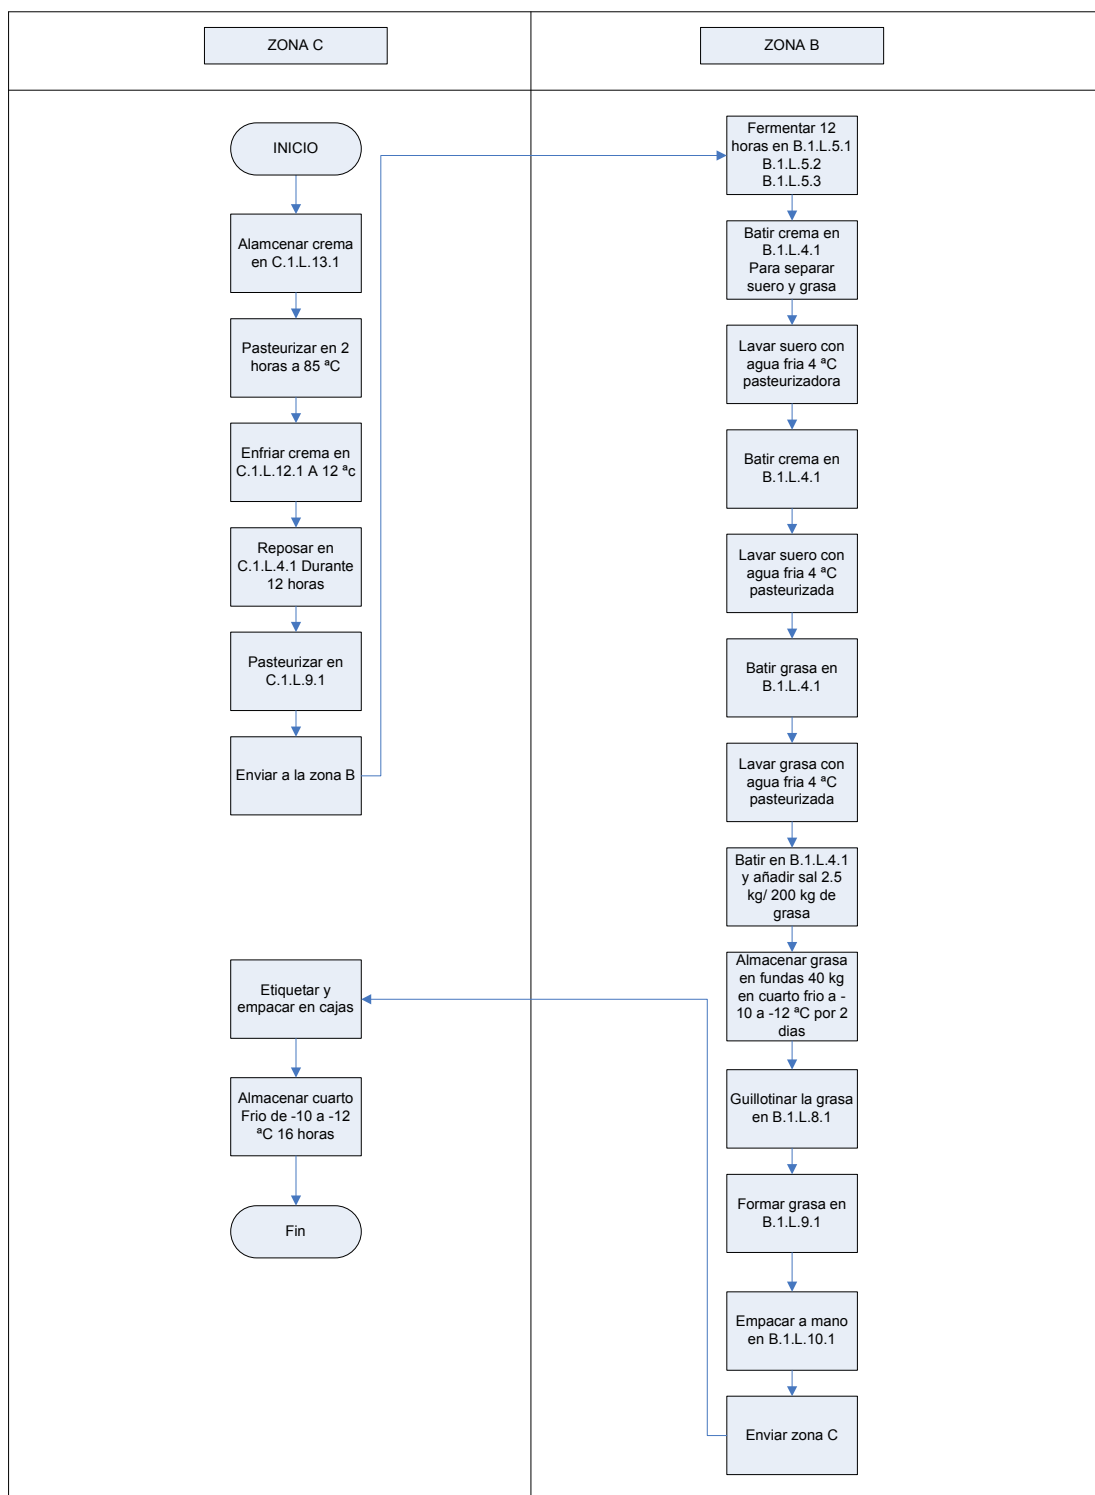 ZONA C
ZONA B
INICIO
Alamcenar crema
en C.1.L.13.1
Pasteurizar en 2
horas a 85 ªC
Enfriar crema en
C.1.L.12.1 A 12 ªc
Reposar en
C.1.L.4.1 Durante
12 horas
Pasteurizar en
C.1.L.9.1
Enviar a la zona B
Fermentar 12
horas en B.1.L.5.1
B.1.L.5.2
B.1.L.5.3
Batir crema en
B.1.L.4.1
Para separar
suero y grasa
Lavar suero con
agua fria 4 ªC
pasteurizadora
Batir crema en
B.1.L.4.1
Lavar suero con
agua fria 4 ªC
pasteurizada
Batir grasa en
B.1.L.4.1
Lavar grasa con
agua fria 4 ªC
pasteurizada
Batir en B.1.L.4.1
y añadir sal 2.5
kg/ 200 kg de
grasa
Almacenar grasa
en fundas 40 kg
en cuarto frio a -
10 a -12 ªC por 2
dias
Guillotinar la grasa
en B.1.L.8.1
Formar grasa en
B.1.L.9.1
Empacar a mano
en B.1.L.10.1
Enviar zona C
Etiquetar y
empacar en cajas
Almacenar cuarto
Frio de -10 a -12
ªC 16 horas
Fin